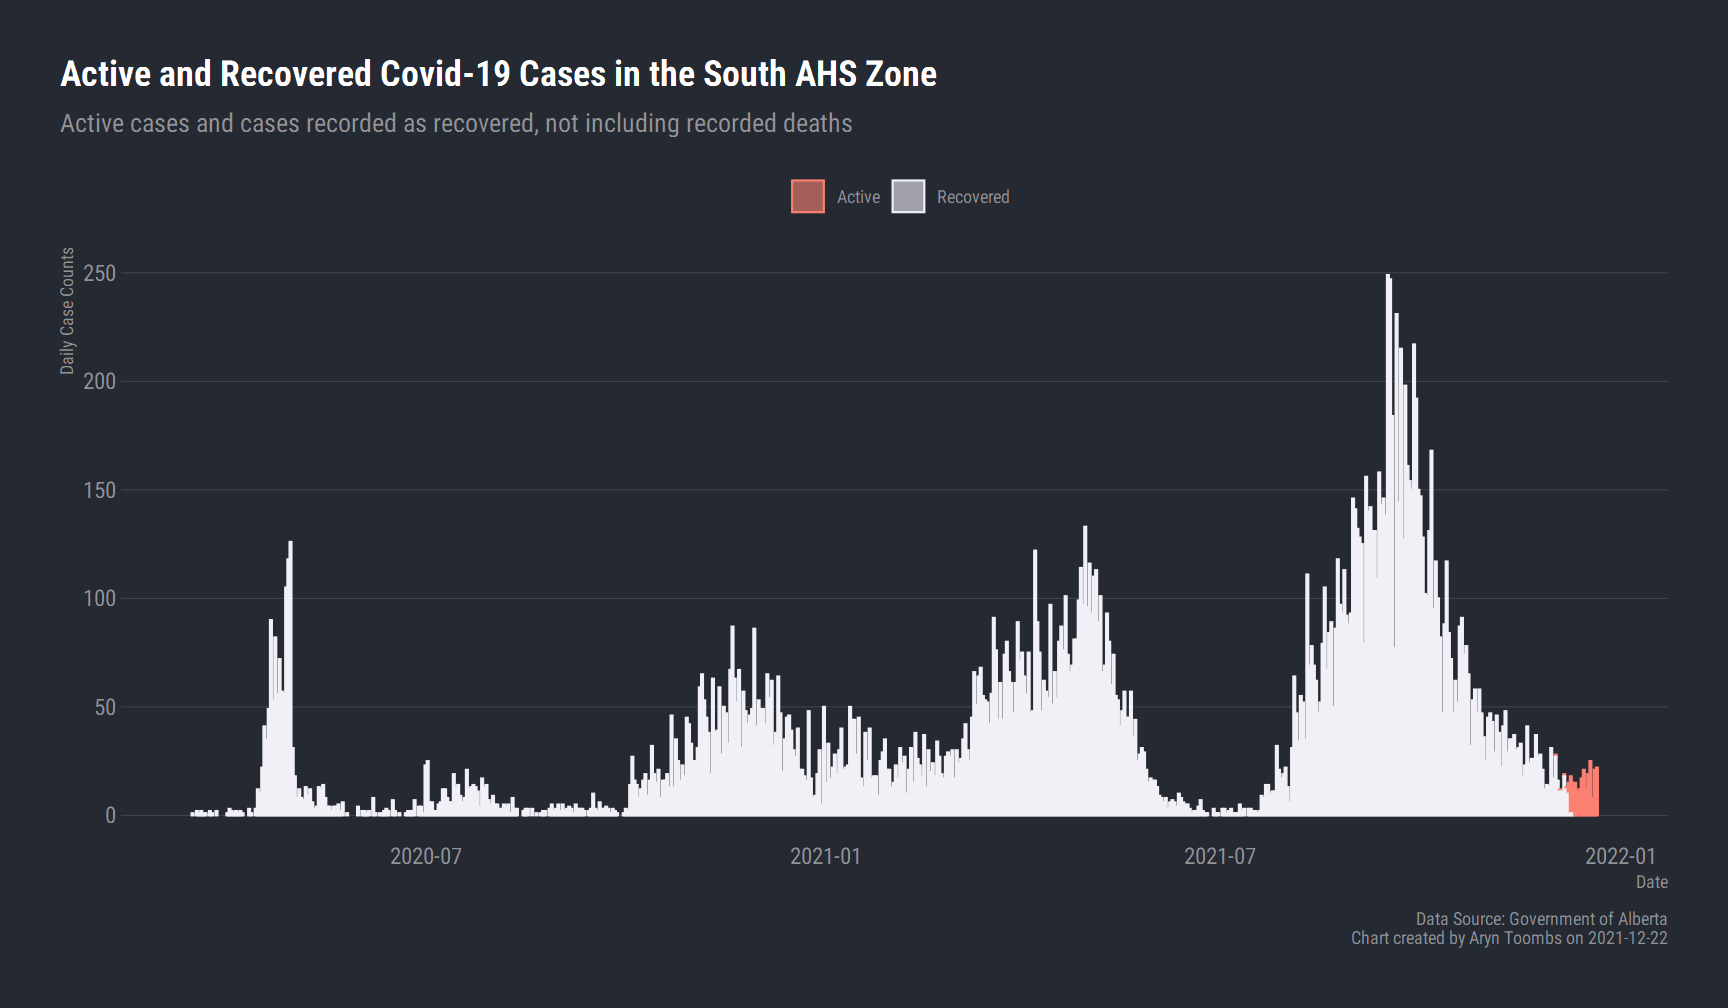 Active and Recovered Covid-19 Cases in the South AHS Zone
Active cases and cases recorded as recovered, not including recorded deaths
Active
Recovered
Daily Case Counts
250
200
150
100
50
0
2020-07
2021-01
2021-07
2022-01
Date
Data Source: Government of Alberta
Chart created by Aryn Toombs on 2021-12-22